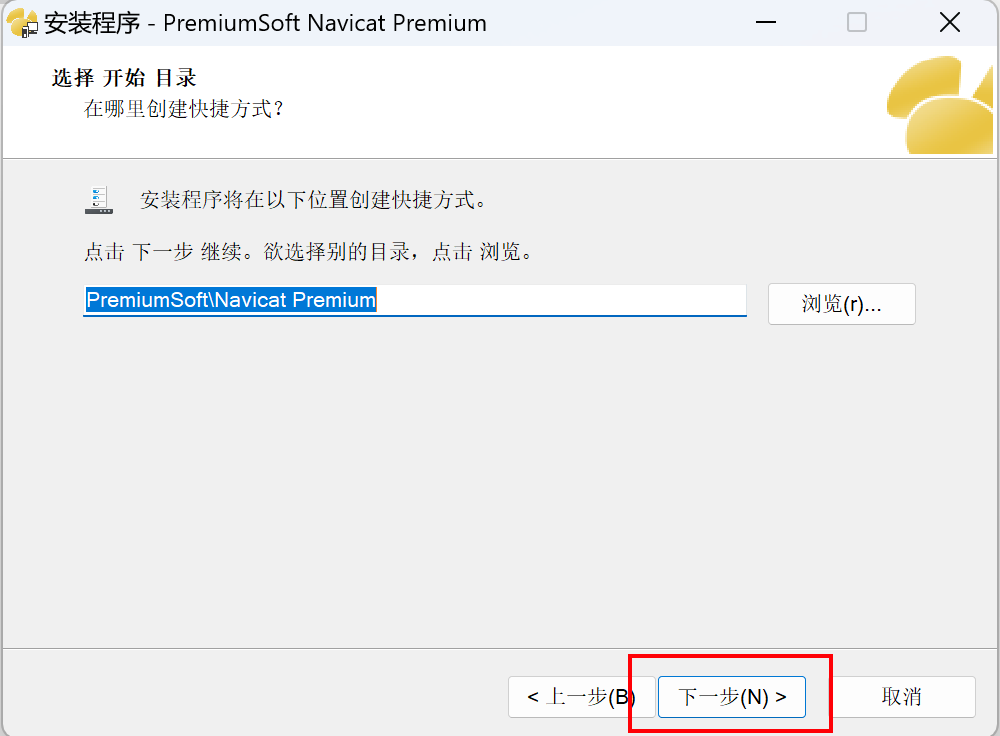 安装程序 - PremiumSoft Navicat Premium
选择 开始 目录
在哪里创建快捷方式？
安装程序将在以下位置创建快捷方式。
点击 下一步 继续。欲选择别的目录，点击 浏览。
PremiumSoft\Navicat Premium
浏览(r)...
< 上一步(B)
下一步(N) >
取消